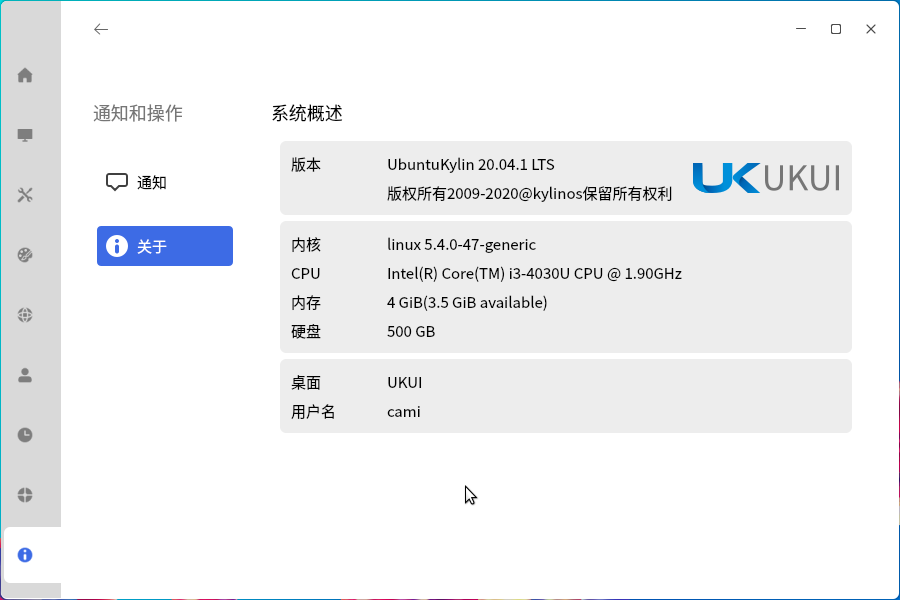 通知和操作
通知
关于
系统概述
版本 UbuntuKylin 20.04.1 LTS
版权所有2009-2020@kylinos保留所有权利
UKUKUI
内核 linux 5.4.0-47-generic
CPU Intel(R) Core(TM) i3-4030U CPU @ 1.90GHz
内存 4 GiB(3.5 GiB available)
硬盘 500 GB
桌面 UKUI
用户名 cami